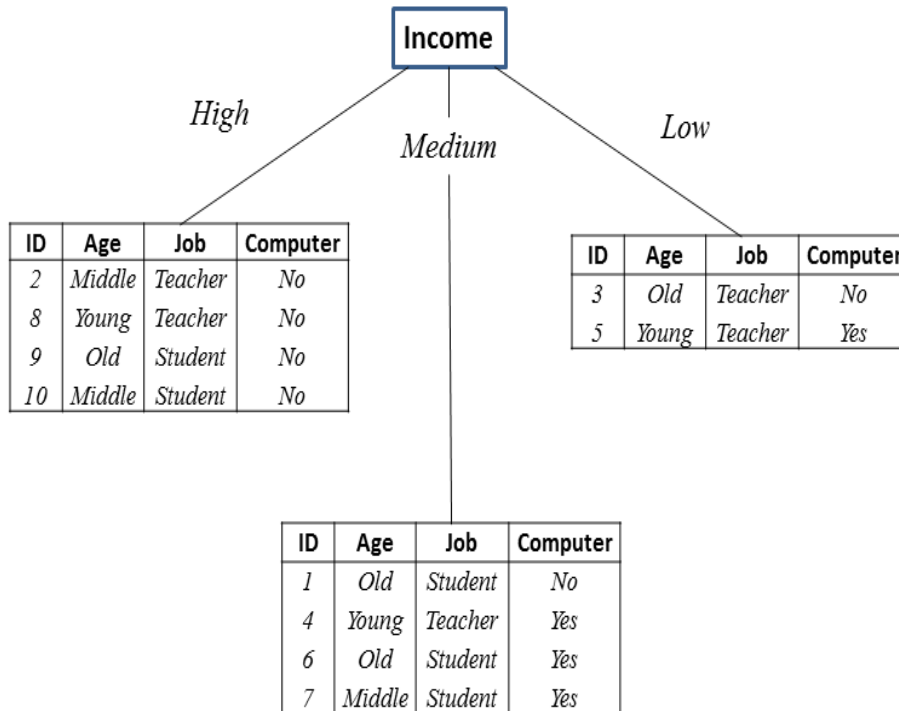 Income
High
Medium
Low
ID Age Job Computer
2 Middle Teacher No
8 Young Teacher No
9 Old Student No
10 Middle Student No
ID Age Job Computer
3 Old Teacher No
5 Young Teacher Yes
ID Age Job Computer
1 Old Student No
4 Young Teacher Yes
6 Old Student Yes
7 Middle Student Yes